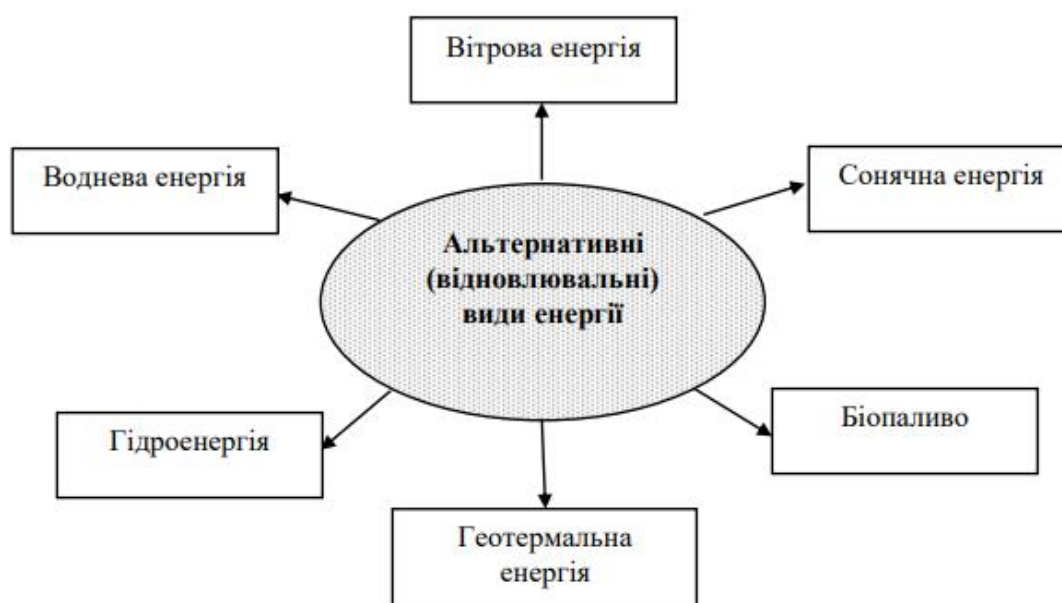 Вітрова енергія
Воднева енергія
Сонячна енергія
Альтернативні
(відновлювальні)
види енергії
Гідроенергія
Біопаливо
Геотермальна
енергія